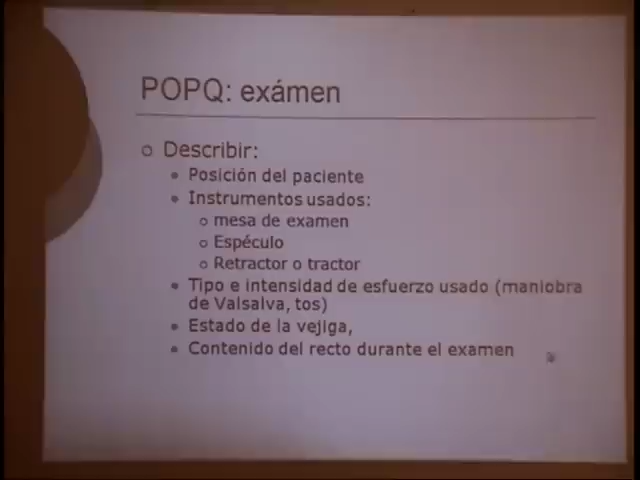 POPQ: exámen
Describir:
Posición del paciente
Instrumentos usados:
mesa de examen
Espéculo
Retractor o tractor
Tipo e intensidad de esfuerzo usado (maniobra
de Valsalva, tos)
Estado de la vejiga,
Contenido del recto durante el examen